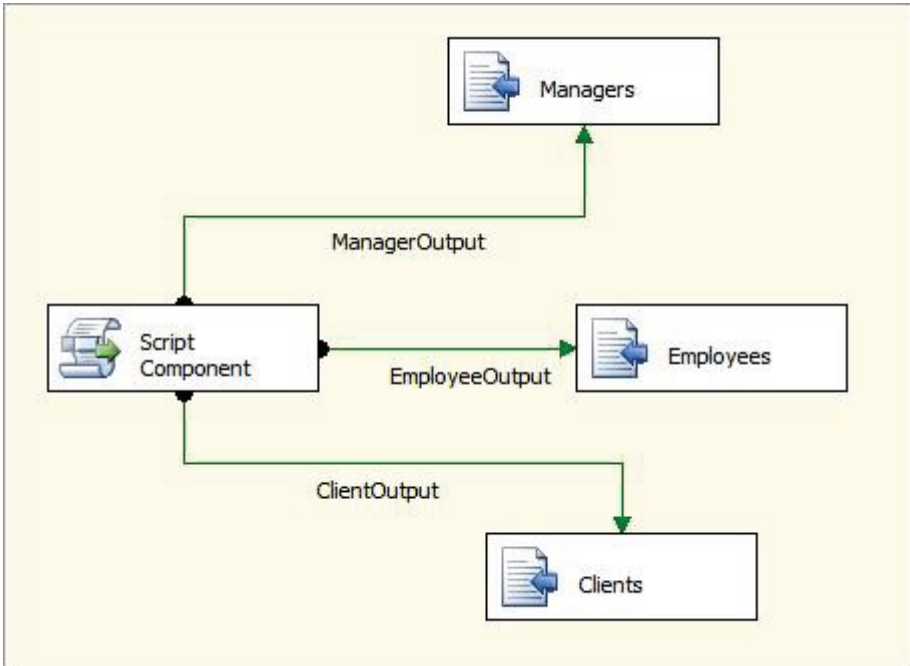 Managers
ManagerOutput
Script
Component
Employees
EmployeeOutput
ClientOutput
Clients